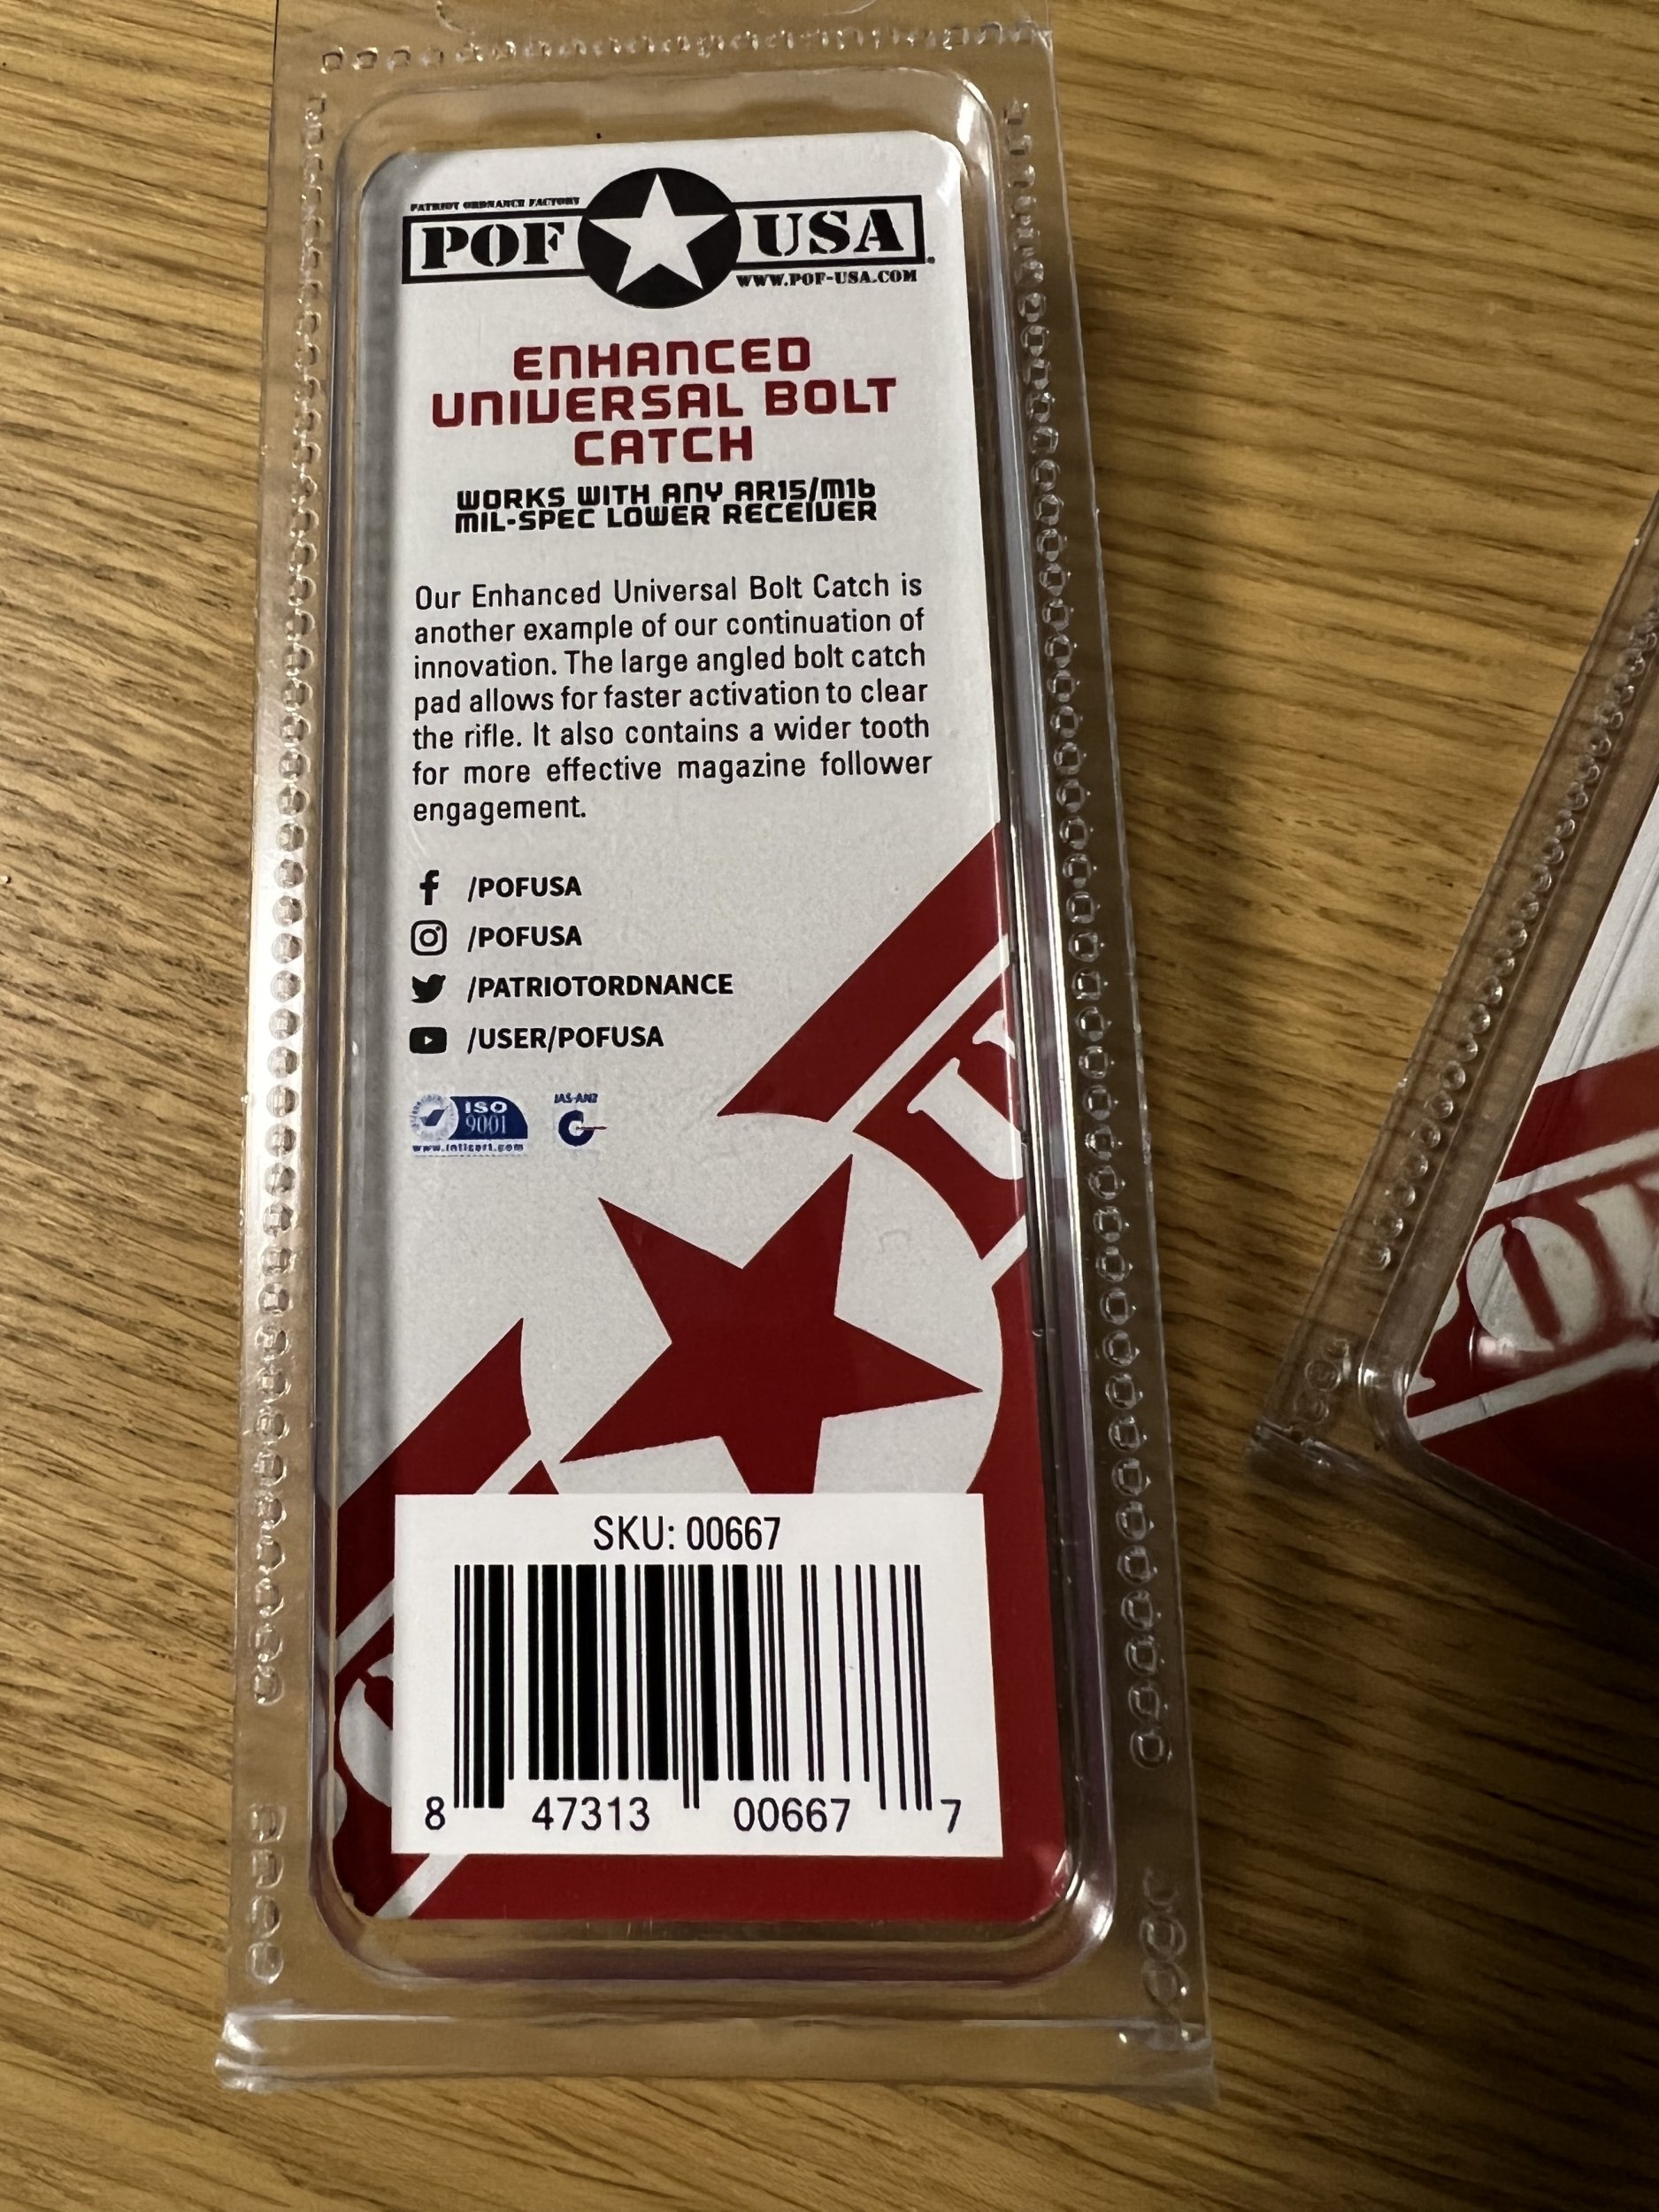 PATRIOT ORDNANCE FACTORY
POF USA
WWW.POF-USA.COM
ENHANCED
UNIVERSAL BOLT
CATCH
WORKS WITH ANY AR15/M16
MIL-SPEC LOWER RECEIVER
Our Enhanced Universal Bolt Catch is
another example of our continuation of
innovation. The large angled bolt catch
pad allows for faster activation to clear
the rifle. It also contains a wider tooth
for more effective magazine follower
engagement.
/POFUSA
/POFUSA
/PATRIOTORDNANCE
/USER/POFUSA
ISO
9001
www.intlcert.com
JAS-ANZ
U
SKU: 00667
8 47313 00667 7